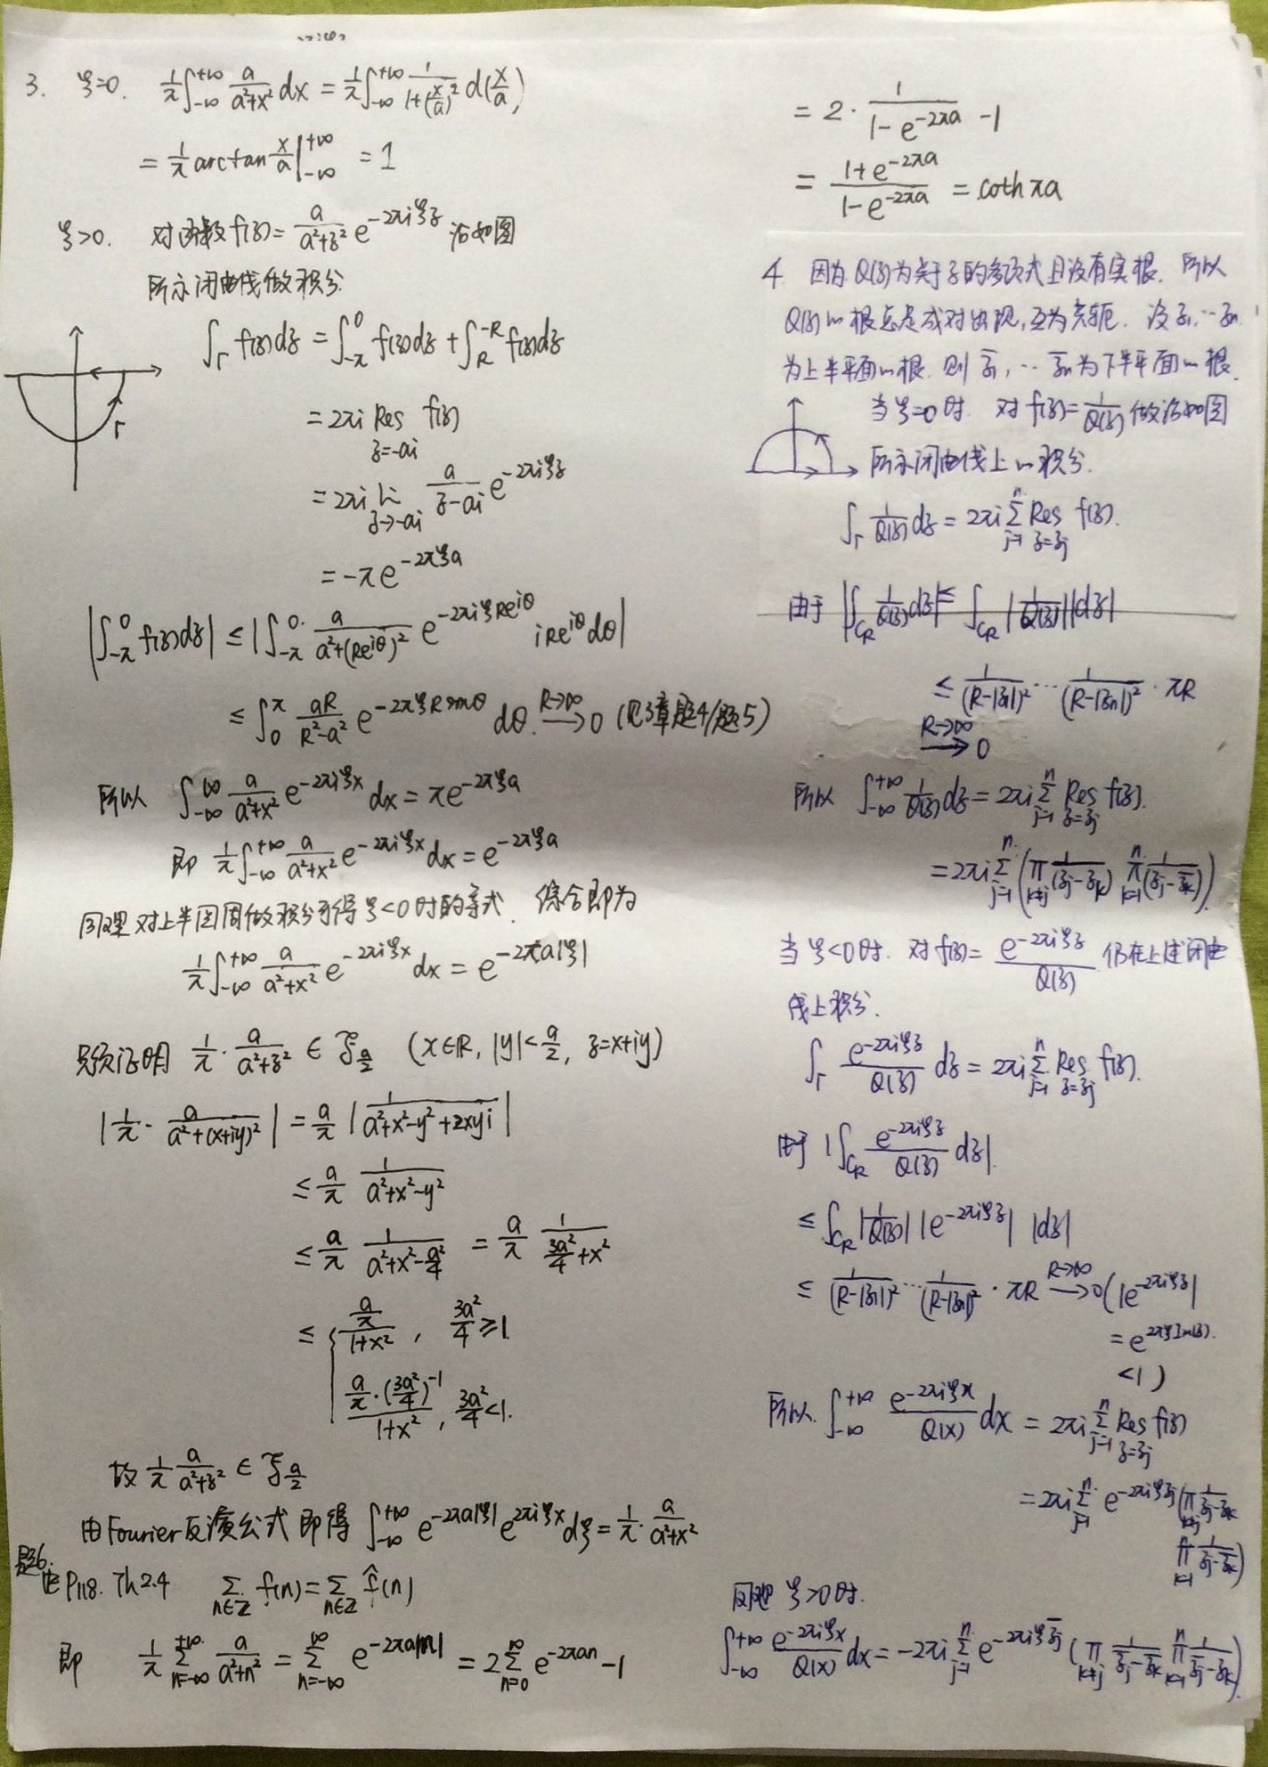 3. ξ=0. 1/π ∫_{-∞}^{+∞} a/(a²+x²) dx = 1/π ∫_{-∞}^{+∞} 1/(1+(x/a)²) d(x/a)
= 1/π arctan x/a |_{-∞}^{+∞} = 1
ξ>0. 对函数 f(z) = a/(a²+z²) e^{-2πiξz} 沿如图
所示闭曲线做积分
∫_Γ f(z)dz = ∫_{-π}^{0} f(z)dz + ∫_{R}^{-R} f(z)dz
= 2πi Res_{z=-ai} f(z)
= 2πi lim_{z→-ai} a/(z-ai) e^{-2πiξz}
= -π e^{-2πξa}
Γ
|∫_{-π}^{0} f(z)dz| ≤ |∫_{-π}^{0} a/(a²+(Re^{iθ})²) e^{-2πiξRe^{iθ}} iRe^{iθ} dθ|
≤ ∫_{0}^{π} aR/(R²-a²) e^{-2πξR sinθ} dθ. R→∞ → 0 (见3章题4/题5)
所以 ∫_{-∞}^{∞} a/(a²+x²) e^{-2πiξx} dx = πe^{-2πξa}
即 1/π ∫_{-∞}^{+∞} a/(a²+x²) e^{-2πiξx} dx = e^{-2πξa}
同理对上半圆周做积分可得 ξ<0 时的等式. 综合即为
1/π ∫_{-∞}^{+∞} a/(a²+x²) e^{-2πiξx} dx = e^{-2πa|ξ|}
只须证明 1/π · a/(a²+z²) ∈ ℱ_{a/2} (x∈R, |y|<a/2, z=x+iy)
|1/π · a/(a²+(x+iy)²)| = a/π |1/(a²+x²-y²+2xyi)|
≤ a/π 1/(a²+x²-y²)
≤ a/π 1/(a²+x²-a²/4) = a/π 1/(3a²/4+x²)
≤ { (a/π)/(1+x²), 3a²/4 ≥ 1
(a/π·(3a²/4)^{-1})/(1+x²), 3a²/4 < 1.
故 1/π a/(a²+z²) ∈ ℱ_{a/2}
由Fourier反演公式 即得 ∫_{-∞}^{+∞} e^{-2πa|ξ|} e^{2πiξx} dξ = 1/π · a/(a²+x²)
题6: 由P118. Th2.4 Σ_{n∈Z} f(n) = Σ_{n∈Z} f̂(n)
即 1/π Σ_{n=-∞}^{+∞} a/(a²+n²) = Σ_{n=-∞}^{∞} e^{-2πa|n|} = 2Σ_{n=0}^{∞} e^{-2πan} -1
= 2 · 1/(1-e^{-2πa}) -1
= (1+e^{-2πa})/(1-e^{-2πa}) = coth πa
4. 因为 Q(z)为关于z的多项式且没有实根. 所以
Q(z)的根总是成对出现, 互为共轭. 设 z₁, … zₙ
为上半平面的根. 则 z̄₁, … z̄ₙ 为下半平面的根.
当 ξ=0 时. 对 f(z) = 1/Q(z) 做沿如图
所示闭曲线上的积分.
∫_Γ 1/Q(z) dz = 2πi Σ_{j=1}^{n} Res_{z=z_j} f(z).
由于 |∫_{C_R} 1/Q(z) dz| ≤ ∫_{C_R} |1/Q(z)| |dz|
≤ 1/(R-|z₁|)² … 1/(R-|zₙ|)² · πR
R→∞ → 0
所以 ∫_{-∞}^{+∞} 1/Q(z) dz = 2πi Σ_{j=1}^{n} Res_{z=z_j} f(z).
= 2πi Σ_{j=1}^{n} (Π_{k≠j} 1/(z_j-z_k) Π_{k=1}^{n} 1/(z_j-z̄_k)).
当 ξ<0 时. 对 f(z) = e^{-2πiξz}/Q(z) 仍在上述闭曲
线上积分.
∫_Γ e^{-2πiξz}/Q(z) dz = 2πi Σ_{j=1}^{n} Res_{z=z_j} f(z).
由于 |∫_{C_R} e^{-2πiξz}/Q(z) dz|
≤ ∫_{C_R} |1/Q(z)| |e^{-2πiξz}| |dz|
≤ 1/(R-|z₁|)² … 1/(R-|zₙ|)² · πR R→∞ → 0 (|e^{-2πiξz}|
= e^{2πξIm(z)}
<1)
所以. ∫_{-∞}^{+∞} e^{-2πiξx}/Q(x) dx = 2πi Σ_{j=1}^{n} Res_{z=z_j} f(z)
= 2πi Σ_{j=1}^{n} e^{-2πiξz_j} (Π_{k≠j} 1/(z_j-z_k)
Π_{k=1}^{n} 1/(z_j-z̄_k))
同理 ξ>0 时.
∫_{-∞}^{+∞} e^{-2πiξx}/Q(x) dx = -2πi Σ_{j=1}^{n} e^{-2πiξz̄_j} (Π_{k≠j} 1/(z̄_j-z̄_k) Π_{k=1}^{n} 1/(z̄_j-z_k)).